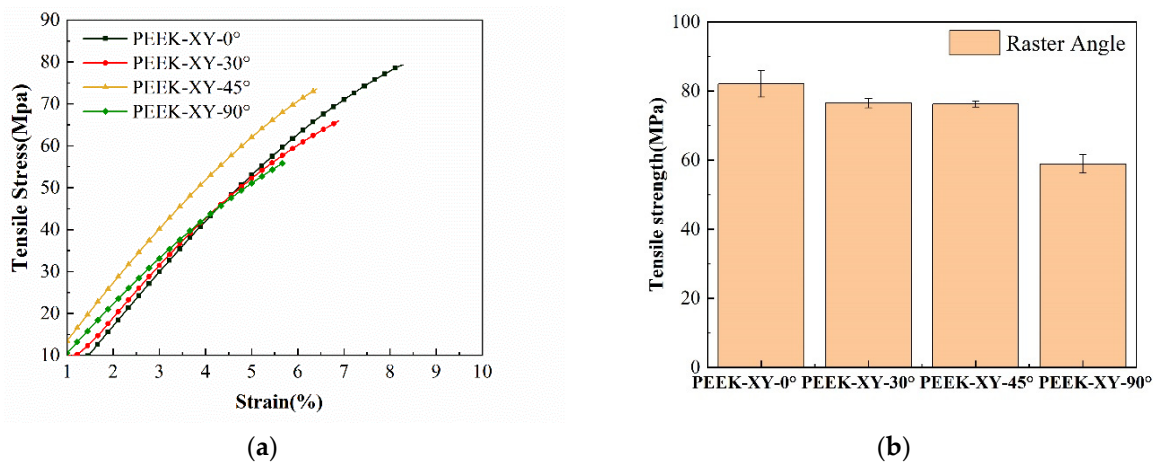 90
80
70
60
50
40
30
20
10
Tensile Stress(Mpa)
PEEK-XY-0°
PEEK-XY-30°
PEEK-XY-45°
PEEK-XY-90°
1 2 3 4 5 6 7 8 9 10
Strain(%)
(a)
100
80
60
40
20
0
Tensile strength(MPa)
Raster Angle
PEEK-XY-0° PEEK-XY-30° PEEK-XY-45° PEEK-XY-90°
(b)